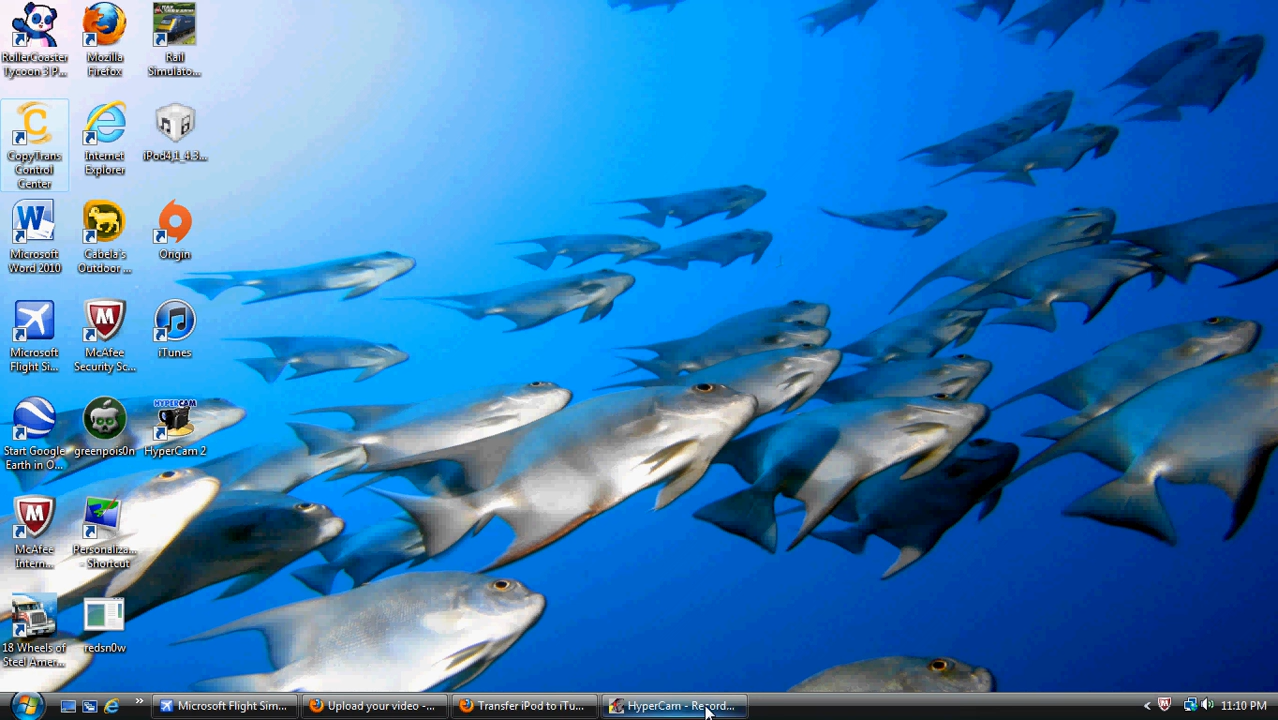 RollerCoaster
Tycoon 3 P...
Mozilla
Firefox
Rail
Simulato...
CopyTrans
Control
Center
Internet
Explorer
iPod4,1_4.3...
Microsoft
Word 2010
Cabela's
Outdoor ...
Origin
Microsoft
Flight Si...
McAfee
Security Sc...
iTunes
Start Google
Earth in O...
greenpois0n
HYPERCAM
HyperCam 2
McAfee
Intern...
Personaliza...
- Shortcut
18 Wheels of
Steel Amer...
redsn0w
Microsoft Flight Sim...
Upload your video -...
Transfer iPod to iTu...
HyperCam - Record...
11:10 PM